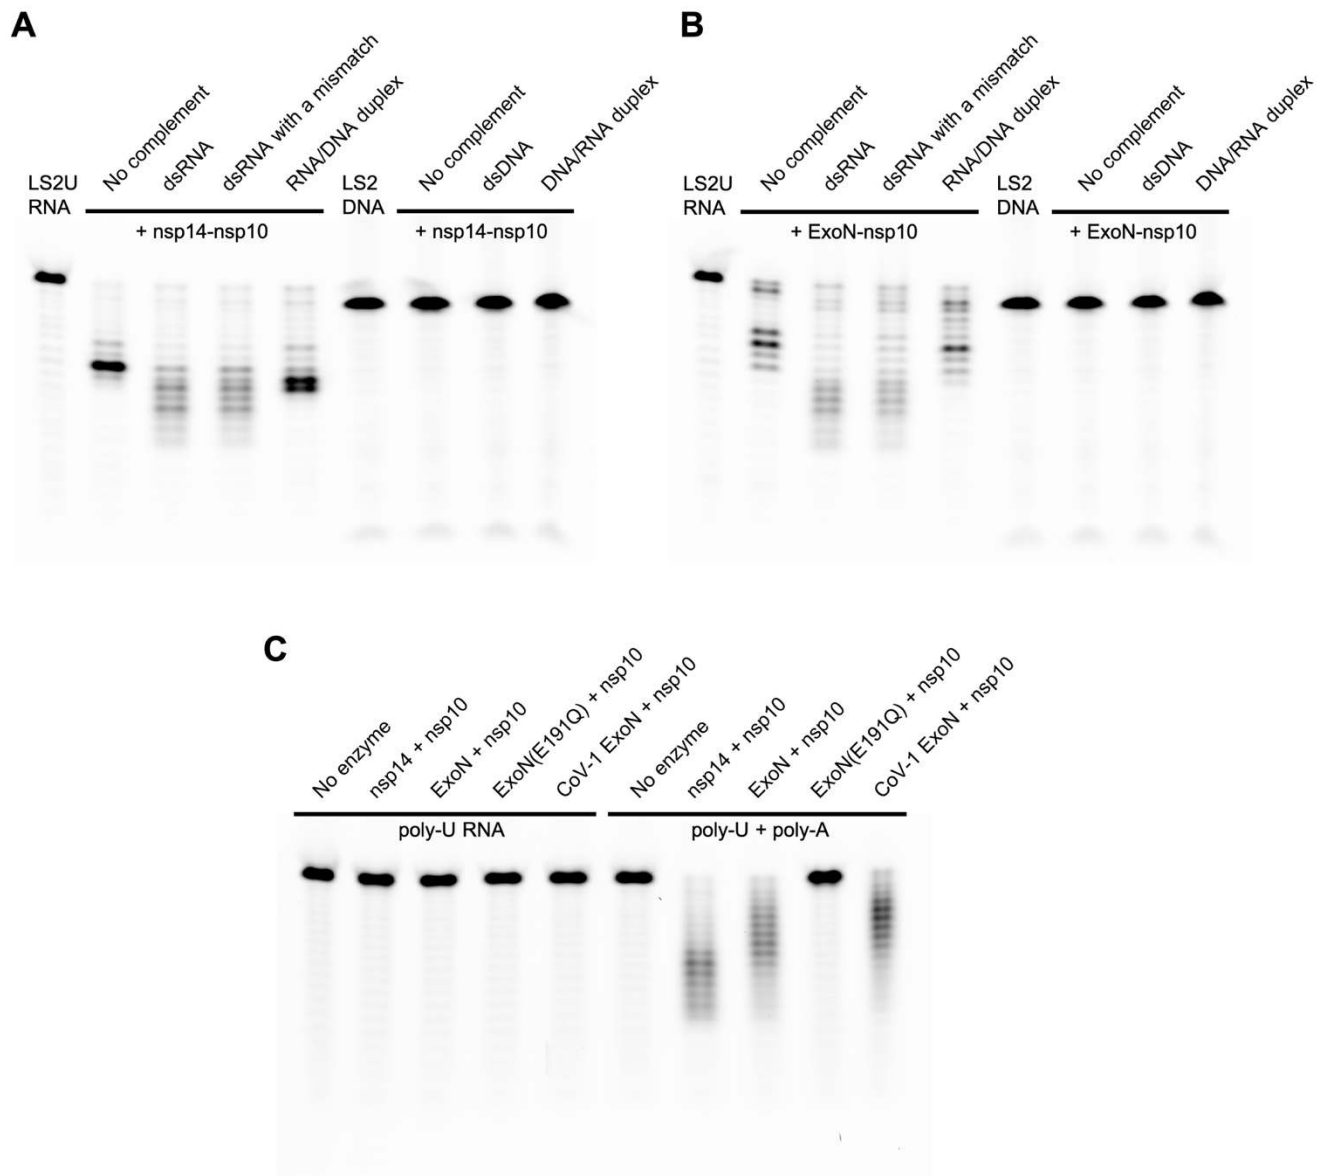 A
B
No complement
dsRNA
dsRNA with a mismatch
RNA/DNA duplex
No complement
dsDNA
DNA/RNA duplex
LS2U
RNA
LS2
DNA
+ nsp14-nsp10
+ nsp14-nsp10
No complement
dsRNA
dsRNA with a mismatch
RNA/DNA duplex
No complement
dsDNA
DNA/RNA duplex
LS2U
RNA
LS2
DNA
+ ExoN-nsp10
+ ExoN-nsp10
C
No enzyme
nsp14 + nsp10
ExoN + nsp10
ExoN(E191Q) + nsp10
CoV-1 ExoN + nsp10
No enzyme
nsp14 + nsp10
ExoN + nsp10
ExoN(E191Q) + nsp10
CoV-1 ExoN + nsp10
poly-U RNA
poly-U + poly-A